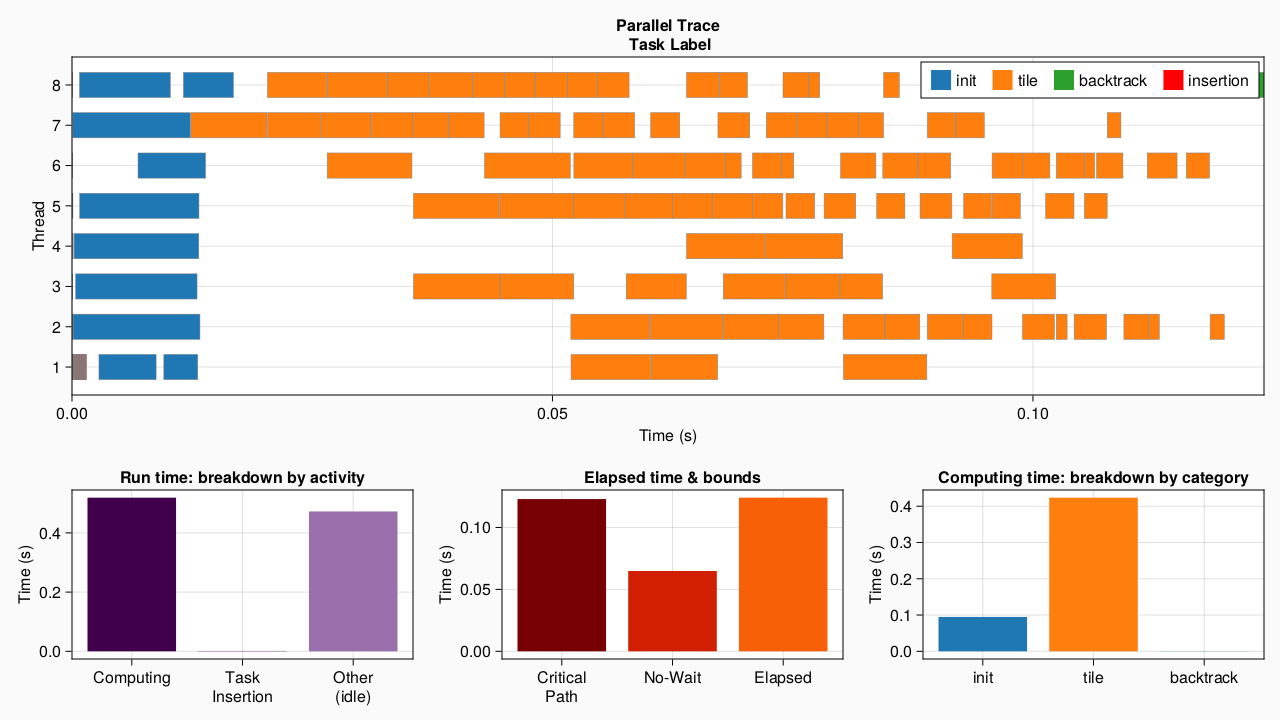 Parallel Trace
Task Label
init
tile
backtrack
insertion
8
7
6
5
4
3
2
1
Thread
0.00
0.05
0.10
Time (s)
Run time: breakdown by activity
0.4
0.2
0.0
Time (s)
Computing
Task
Insertion
Other
(idle)
Elapsed time & bounds
0.10
0.05
0.00
Time (s)
Critical
Path
No-Wait
Elapsed
Computing time: breakdown by category
0.4
0.3
0.2
0.1
0.0
Time (s)
init
tile
backtrack